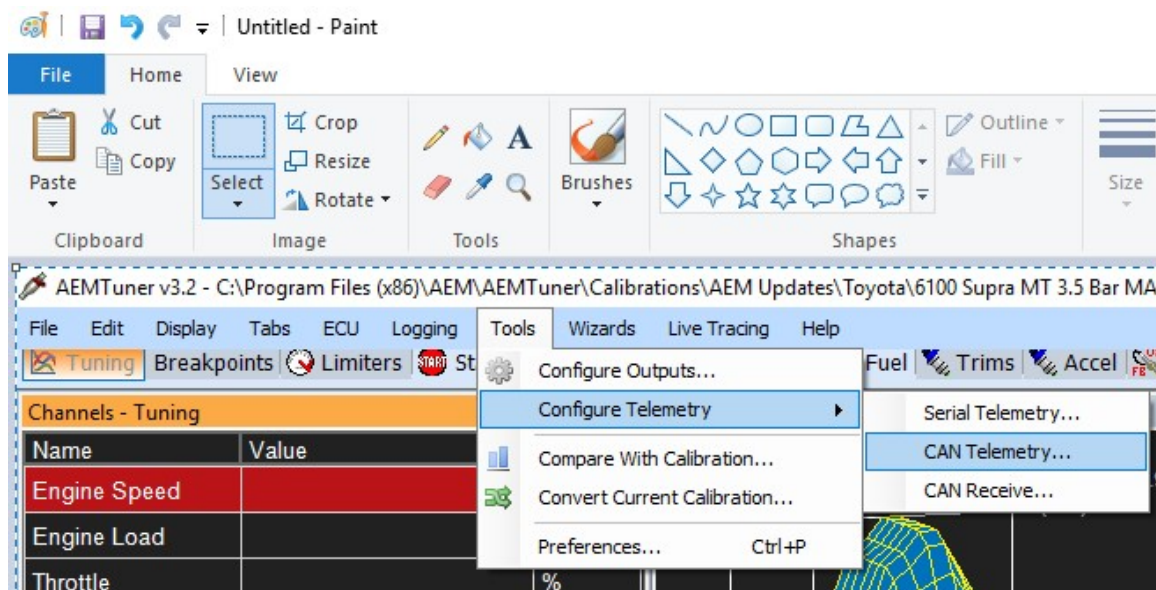 Untitled - Paint
File Home View
Paste
Cut
Copy
Clipboard
Select
Crop
Resize
Rotate
Image
A
Tools
Brushes
Shapes
Outline
Fill
Size
AEMTuner v3.2 - C:\Program Files (x86)\AEM\AEMTuner\Calibrations\AEM Updates\Toyota\6100 Supra MT 3.5 Bar MA
File Edit Display Tabs ECU Logging Tools Wizards Live Tracing Help
Tuning Breakpoints Limiters START St Fuel Trims Accel FB
Configure Outputs...
Configure Telemetry
Compare With Calibration...
Convert Current Calibration...
Preferences... Ctrl+P
Serial Telemetry...
CAN Telemetry...
CAN Receive...
Channels - Tuning
Name Value
Engine Speed
Engine Load
Throttle %